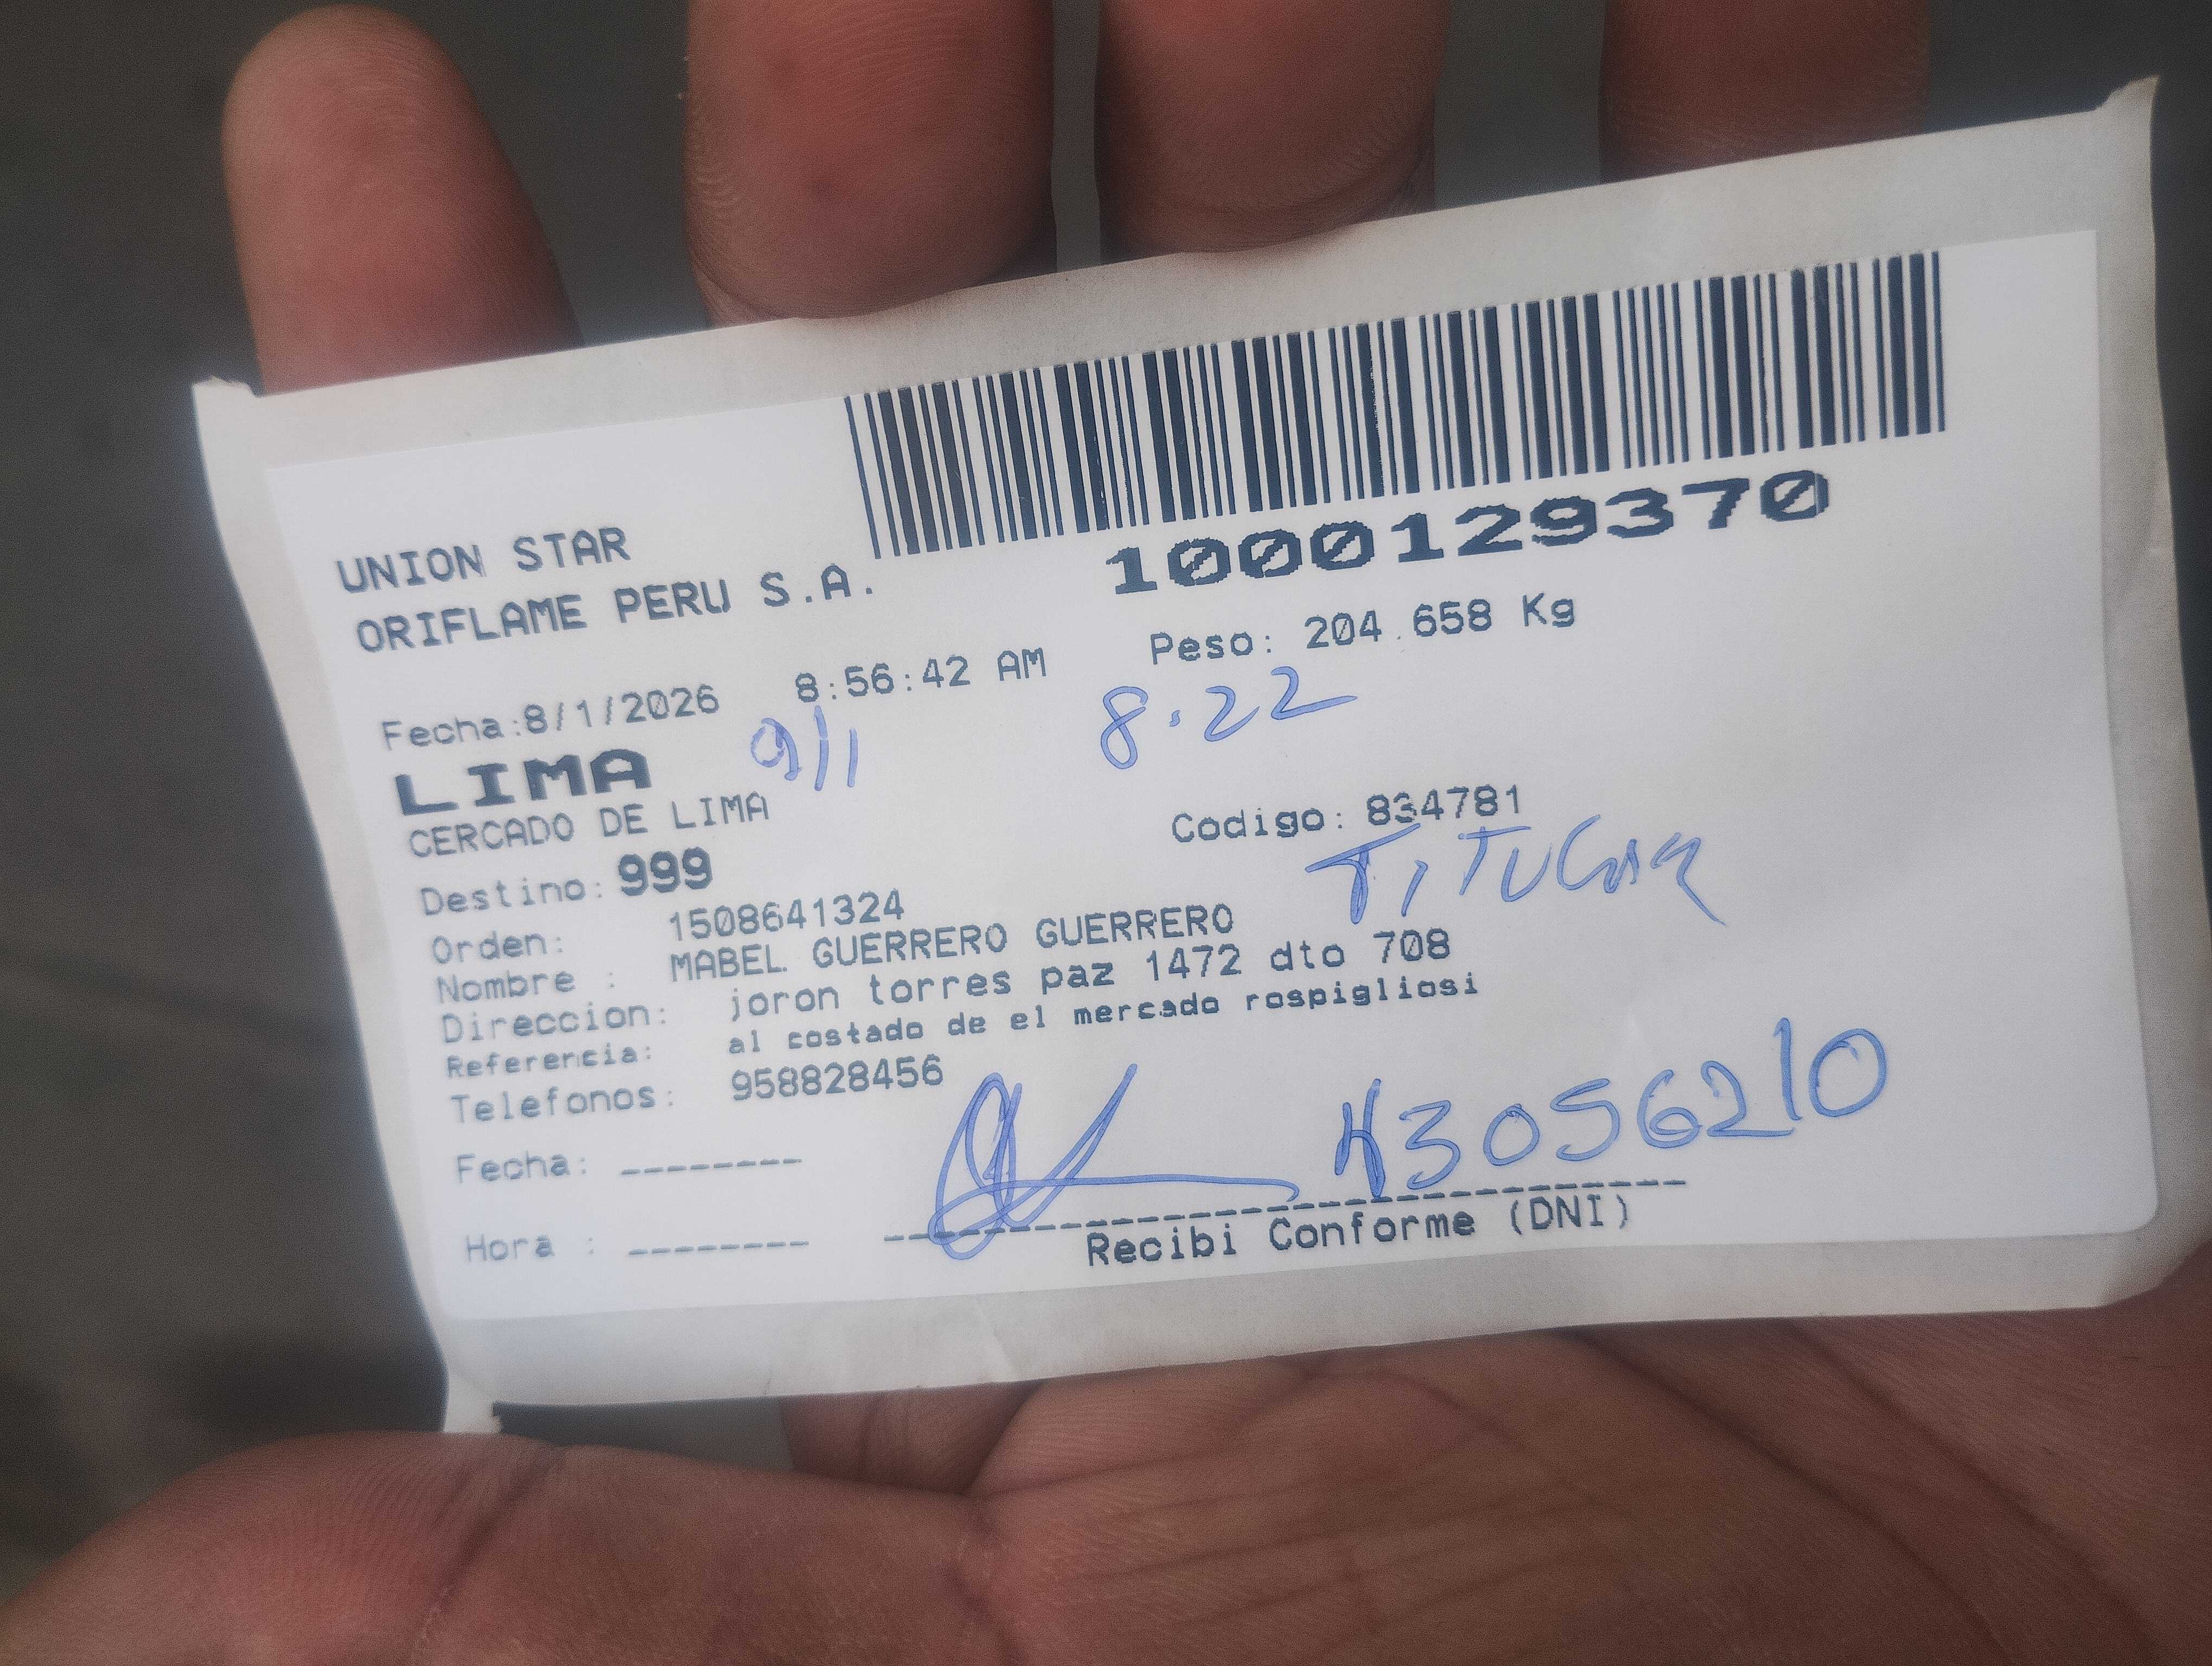 1000129370
UNION STAR
ORIFLAME PERU S.A.
Fecha:8/1/2026 8:56:42 AM Peso: 204.658 Kg
9/1 8.22
LIMA
CERCADO DE LIMA
Codigo: 834781
TITULAR
Destino: 999
Orden: 1508641324
Nombre : MABEL GUERRERO GUERRERO
Direccion: joron torres paz 1472 dto 708
Referencia: al costado de el mercado rospigliosi
Telefonos: 958828456
43056210
Fecha: --------
Hora : --------
Recibi Conforme (DNI)